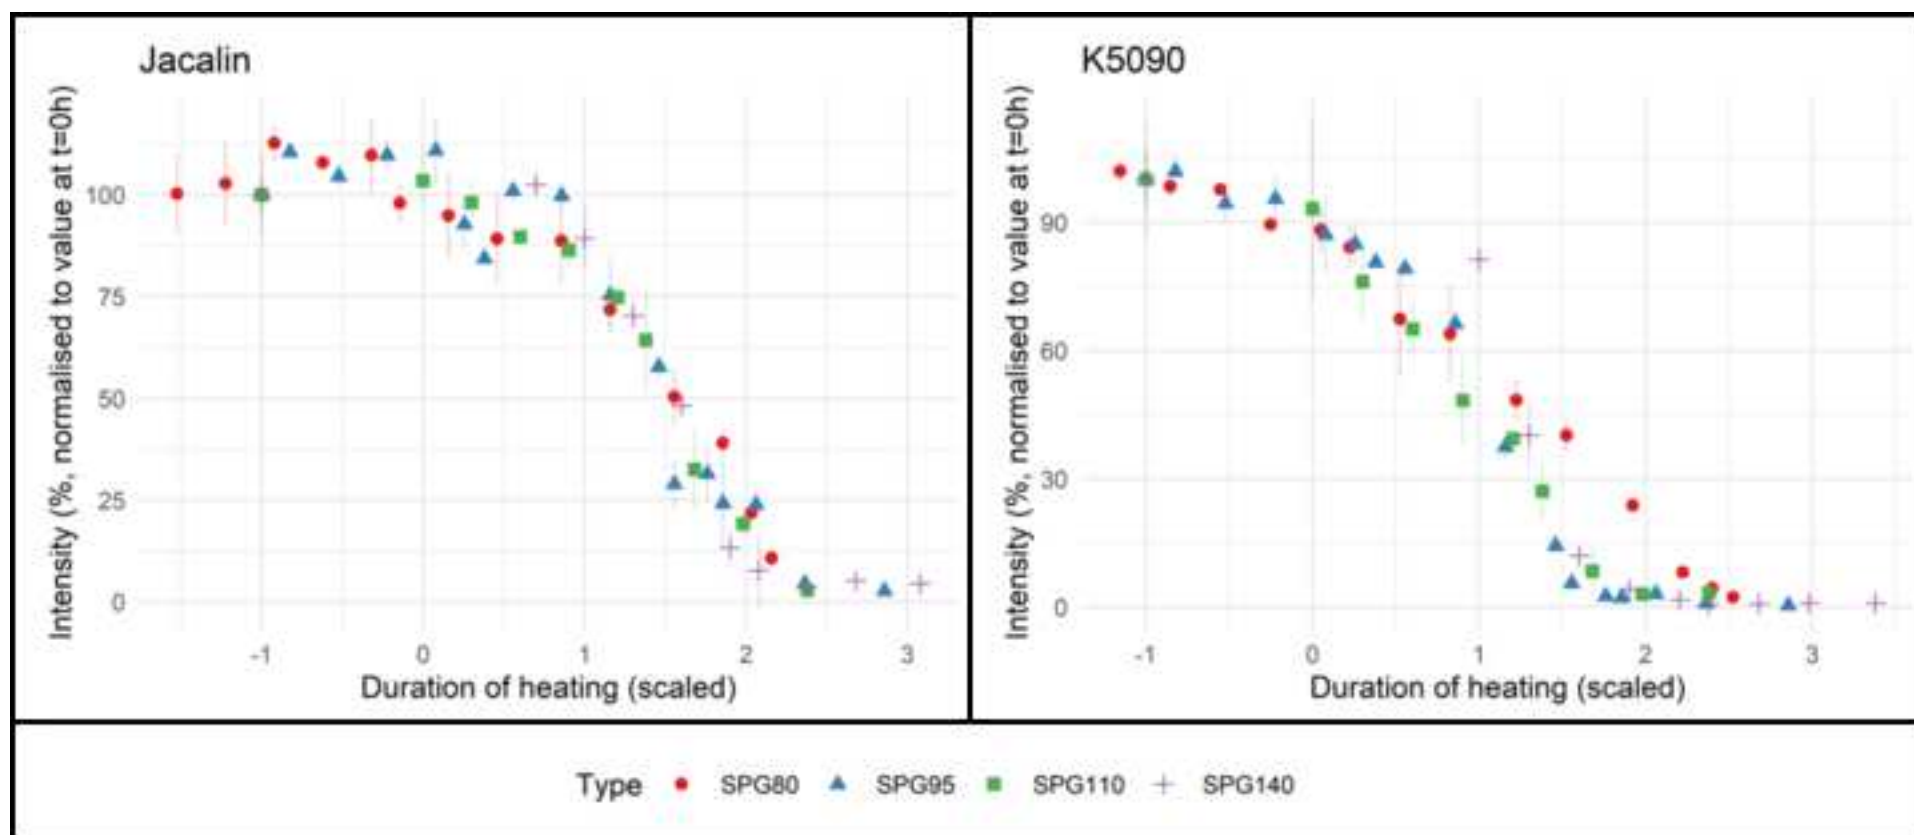 Jacalin
Intensity (%, normalised to value at t=0h)
100
75
50
25
0
-1 0 1 2 3
Duration of heating (scaled)
K5090
Intensity (%, normalised to value at t=0h)
90
60
30
0
-1 0 1 2 3
Duration of heating (scaled)
Type SPG80 SPG95 SPG110 SPG140